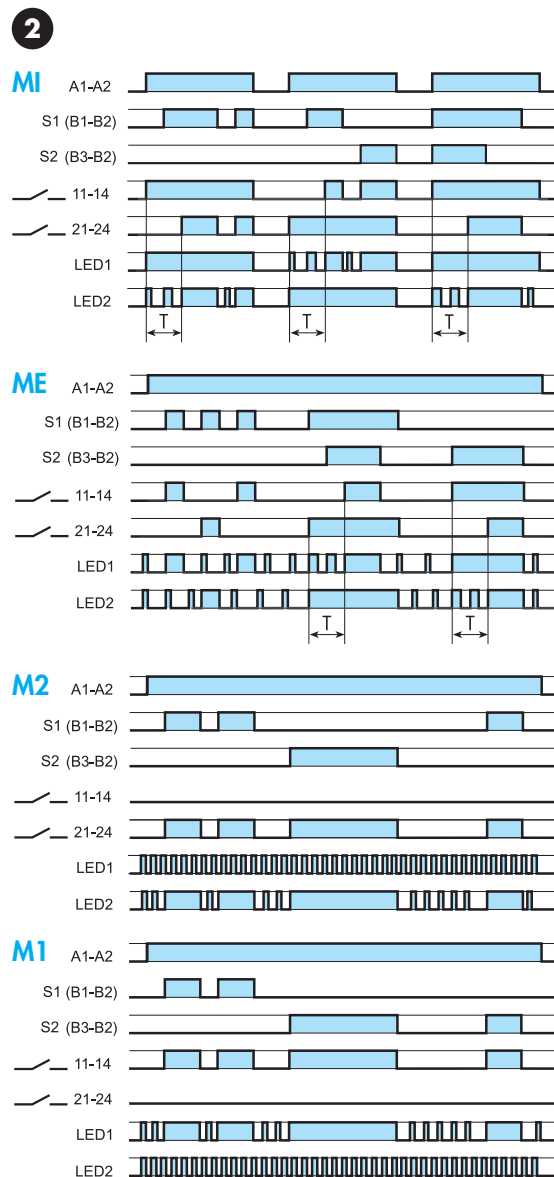 2
MI A1-A2
S1 (B1-B2)
S2 (B3-B2)
11-14
21-24
LED1
LED2
T T T
ME A1-A2
S1 (B1-B2)
S2 (B3-B2)
11-14
21-24
LED1
LED2
T T
M2 A1-A2
S1 (B1-B2)
S2 (B3-B2)
11-14
21-24
LED1
LED2
M1 A1-A2
S1 (B1-B2)
S2 (B3-B2)
11-14
21-24
LED1
LED2